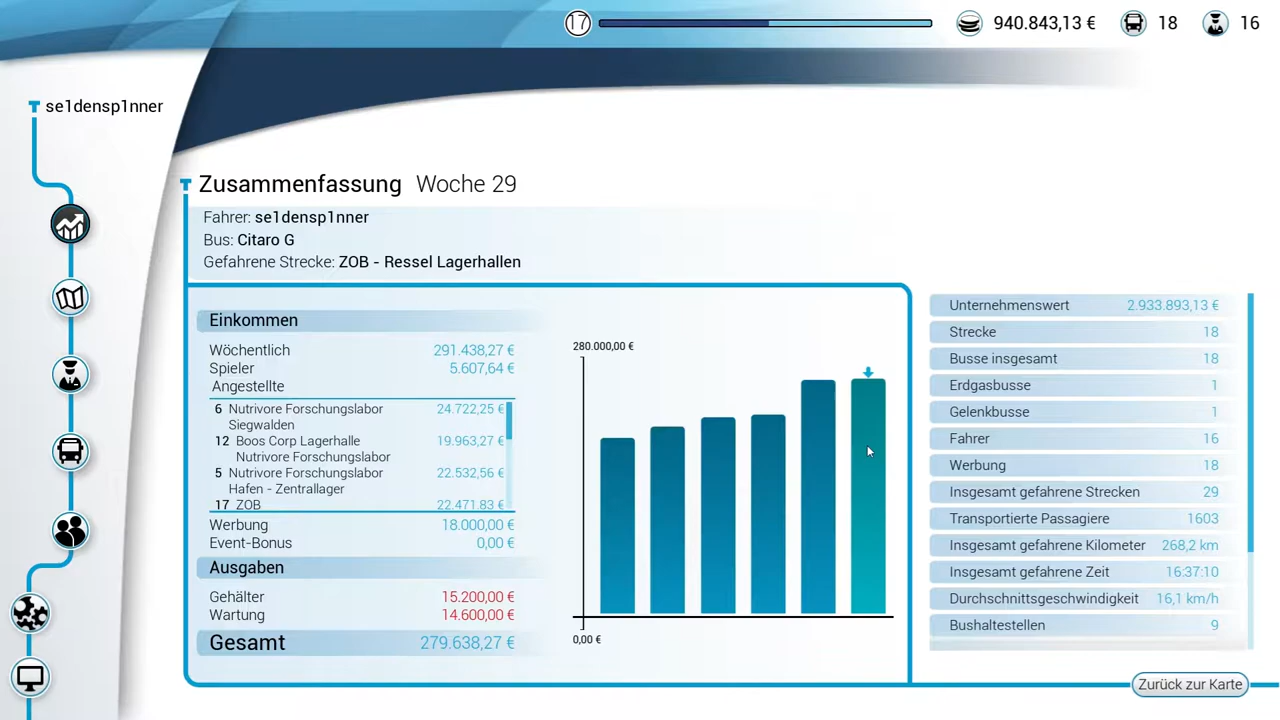 17
940.843,13 €
18
16
se1densp1nner
Zusammenfassung Woche 29
Fahrer: se1densp1nner
Bus: Citaro G
Gefahrene Strecke: ZOB - Ressel Lagerhallen
Einkommen
Wöchentlich 291.438,27 €
Spieler 5.607,64 €
Angestellte
6 Nutrivore Forschungslabor 24.722,25 €
Siegwalden
12 Boos Corp Lagerhalle 19.963,27 €
Nutrivore Forschungslabor
5 Nutrivore Forschungslabor 22.532,56 €
Hafen - Zentrallager
17 ZOB 22.471,83 €
Werbung 18.000,00 €
Event-Bonus 0,00 €
Ausgaben
Gehälter 15.200,00 €
Wartung 14.600,00 €
Gesamt 279.638,27 €
280.000,00 €
0,00 €
Unternehmenswert 2.933.893,13 €
Strecke 18
Busse insgesamt 18
Erdgasbusse 1
Gelenkbusse 1
Fahrer 16
Werbung 18
Insgesamt gefahrene Strecken 29
Transportierte Passagiere 1603
Insgesamt gefahrene Kilometer 268,2 km
Insgesamt gefahrene Zeit 16:37:10
Durchschnittsgeschwindigkeit 16,1 km/h
Bushaltestellen 9
Zurück zur Karte